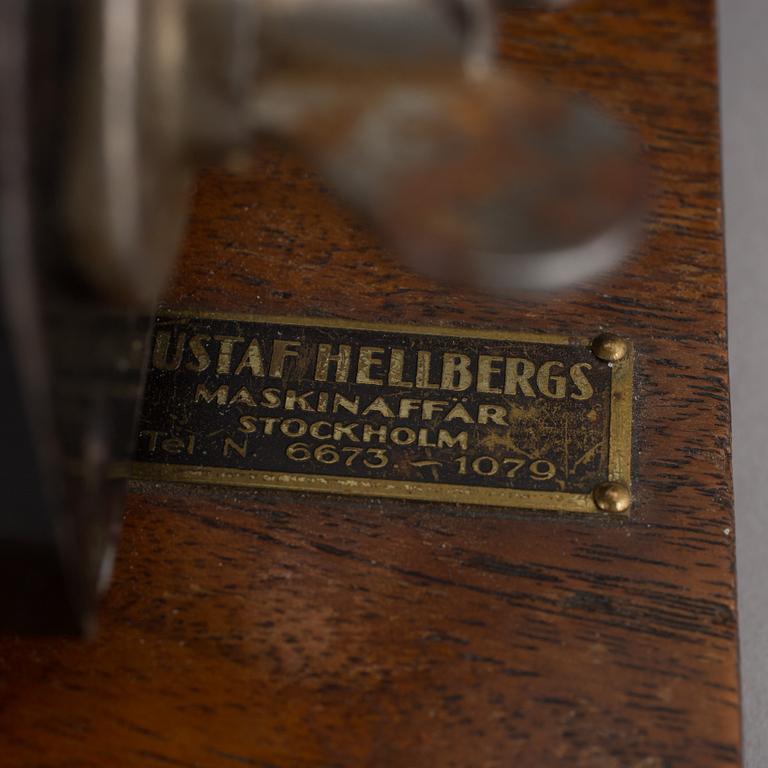 USTAF HELLBERGS
MASKINAFFÄR
STOCKHOLM
Tel N 6673 — 1079